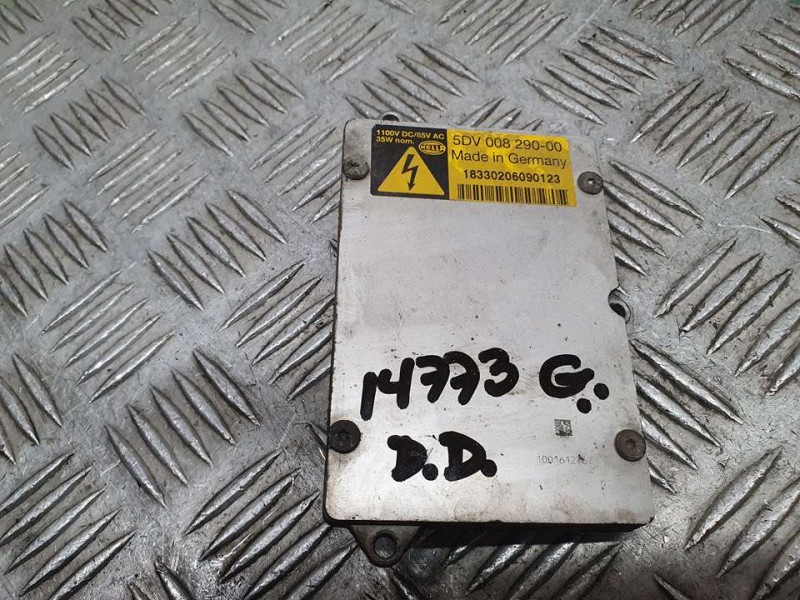 1100V DC/85V AC
35W nom.
HELLA
5DV 008 290-00
Made in Germany
18330206090123
14773 G.
D.D.